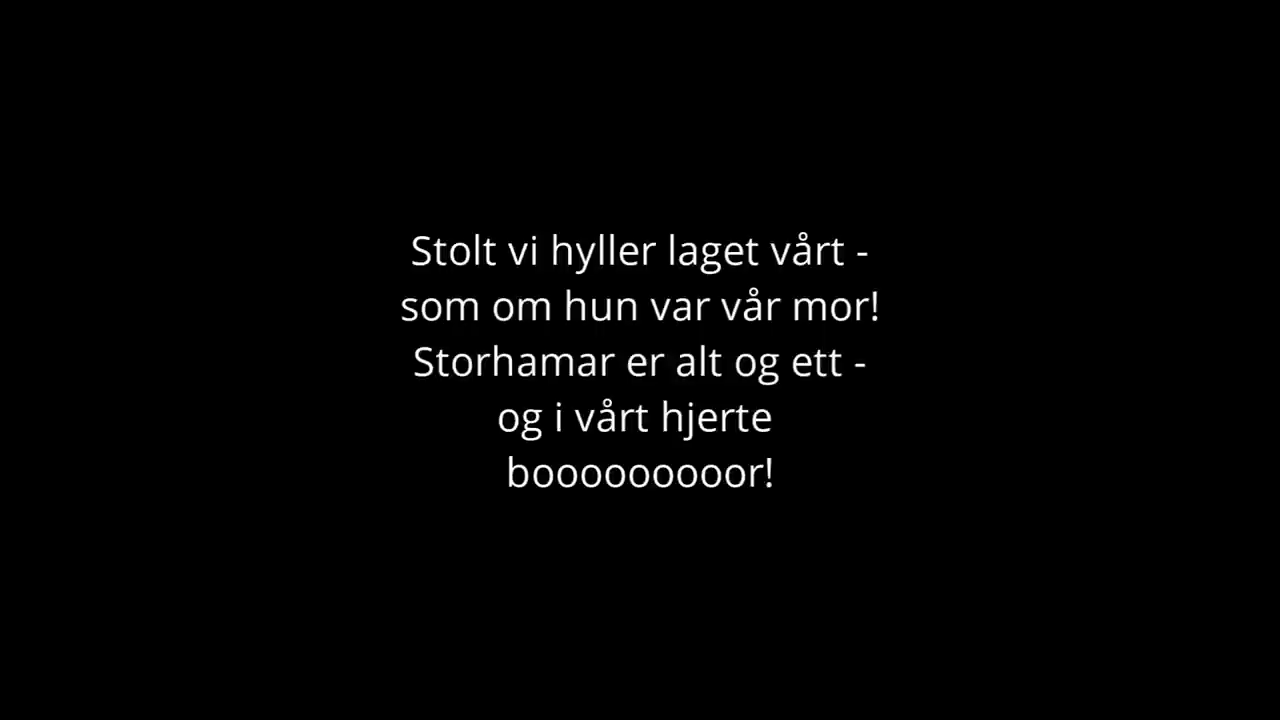 Stolt vi hyller laget vårt -
som om hun var vår mor!
Storhamar er alt og ett -
og i vårt hjerte
booooooooor!